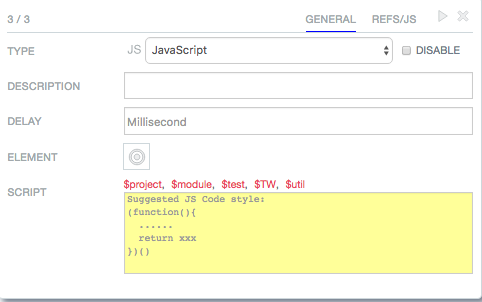 3 / 3 GENERAL REFS/JS
TYPE JS JavaScript DISABLE
DESCRIPTION
DELAY Millisecond
ELEMENT
SCRIPT $project, $module, $test, $TW, $util
Suggested JS Code style:
(function(){
......
return xxx
})()